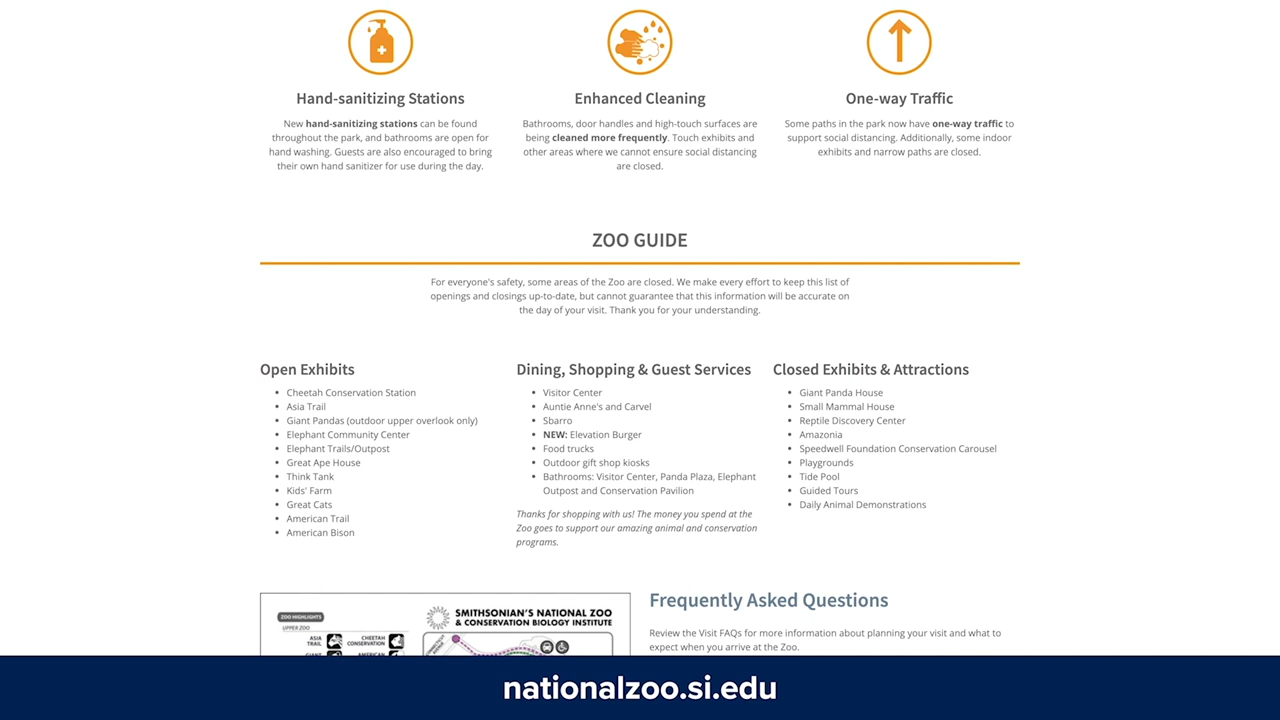 Hand-sanitizing Stations
New hand-sanitizing stations can be found
throughout the park, and bathrooms are open for
hand washing. Guests are also encouraged to bring
their own hand sanitizer for use during the day.
Enhanced Cleaning
Bathrooms, door handles and high-touch surfaces are
being cleaned more frequently. Touch exhibits and
other areas where we cannot ensure social distancing
are closed.
One-way Traffic
Some paths in the park now have one-way traffic to
support social distancing. Additionally, some indoor
exhibits and narrow paths are closed.
ZOO GUIDE
For everyone's safety, some areas of the Zoo are closed. We make every effort to keep this list of
openings and closings up-to-date, but cannot guarantee that this information will be accurate on
the day of your visit. Thank you for your understanding.
Open Exhibits
• Cheetah Conservation Station
• Asia Trail
• Giant Pandas (outdoor upper overlook only)
• Elephant Community Center
• Elephant Trails/Outpost
• Great Ape House
• Think Tank
• Kids' Farm
• Great Cats
• American Trail
• American Bison
Dining, Shopping & Guest Services
• Visitor Center
• Auntie Anne's and Carvel
• Sbarro
• NEW: Elevation Burger
• Food trucks
• Outdoor gift shop kiosks
• Bathrooms: Visitor Center, Panda Plaza, Elephant
Outpost and Conservation Pavilion
Thanks for shopping with us! The money you spend at the
Zoo goes to support our amazing animal and conservation
programs.
Closed Exhibits & Attractions
• Giant Panda House
• Small Mammal House
• Reptile Discovery Center
• Amazonia
• Speedwell Foundation Conservation Carousel
• Playgrounds
• Tide Pool
• Guided Tours
• Daily Animal Demonstrations
ZOO HIGHLIGHTS
UPPER ZOO
ASIA
TRAIL
CHEETAH
CONSERVATION
SMITHSONIAN'S NATIONAL ZOO
& CONSERVATION BIOLOGY INSTITUTE
Frequently Asked Questions
Review the Visit FAQs for more information about planning your visit and what to
expect when you arrive at the Zoo.
nationalzoo.si.edu